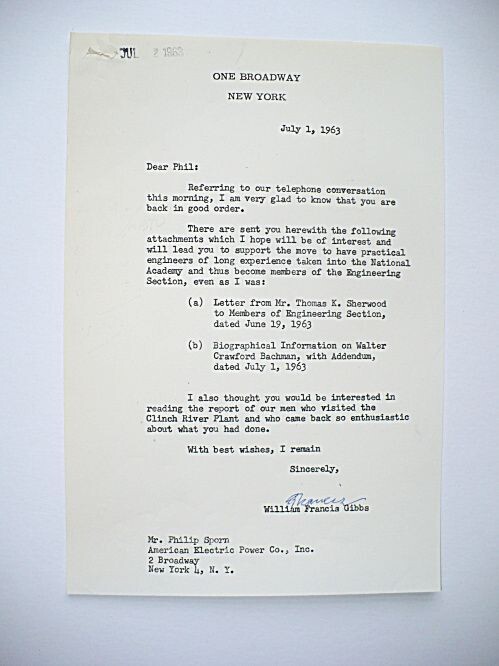 JUL 2 1963
ONE BROADWAY
NEW YORK
July 1, 1963
Dear Phil:
Referring to our telephone conversation
this morning, I am very glad to know that you are
back in good order.
There are sent you herewith the following
attachments which I hope will be of interest and
will lead you to support the move to have practical
engineers of long experience taken into the National
Academy and thus become members of the Engineering
Section, even as I was:
(a) Letter from Mr. Thomas K. Sherwood
to Members of Engineering Section,
dated June 19, 1963
(b) Biographical Information on Walter
Crawford Bachman, with Addendum,
dated July 1, 1963
I also thought you would be interested in
reading the report of our men who visited the
Clinch River Plant and who came back so enthusiastic
about what you had done.
With best wishes, I remain
Sincerely,
Francis
William Francis Gibbs
Mr. Philip Sporn
American Electric Power Co., Inc.
2 Broadway
New York 4, N. Y.